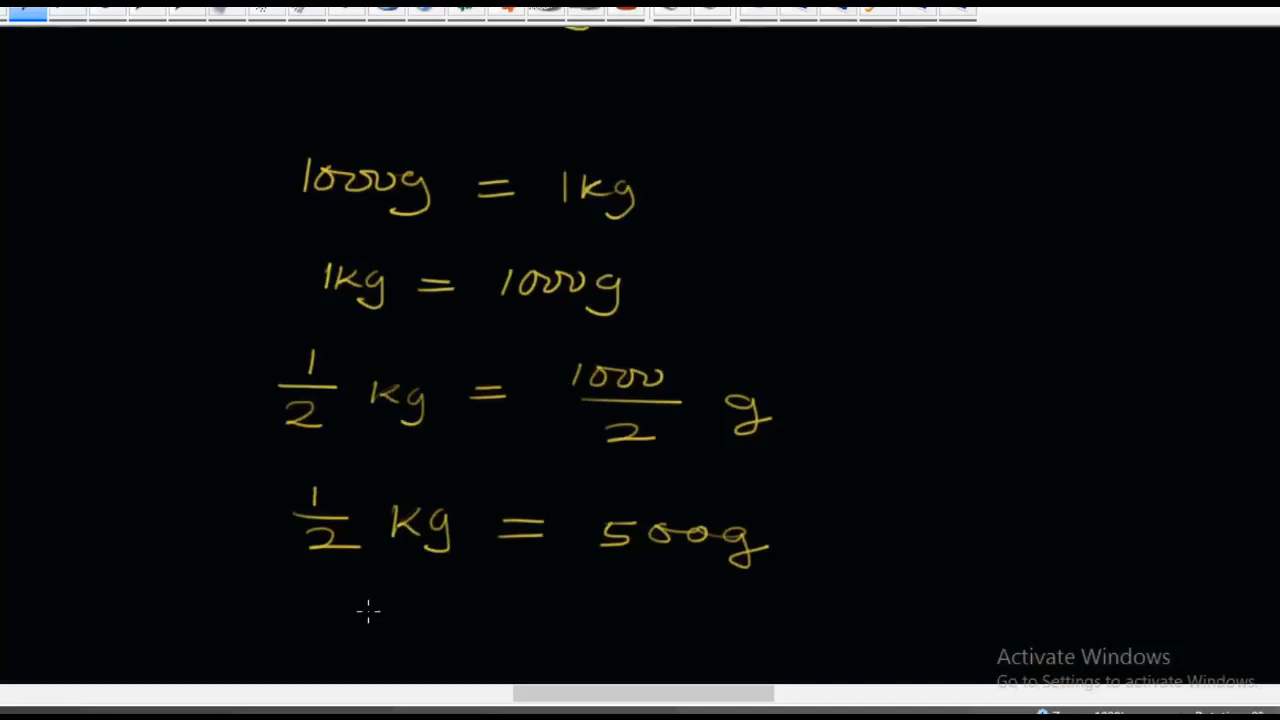 1000g = 1kg
1kg = 1000g
1/2 kg = 1000/2 g
1/2 kg = 500g
Activate Windows
Go to Settings to activate Windows.